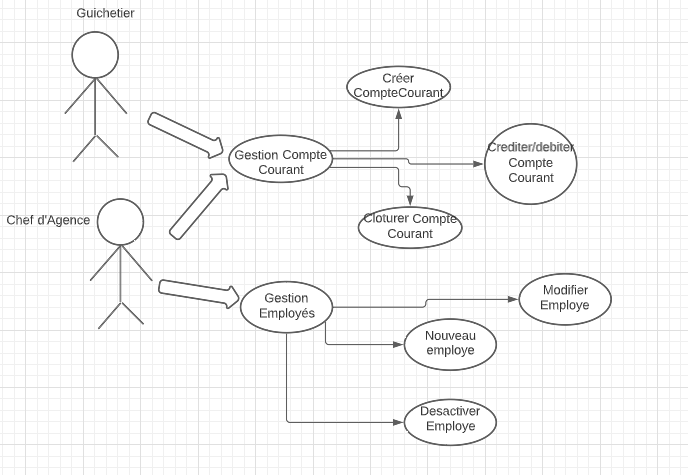 Guichetier
Créer
CompteCourant
Gestion Compte
Courant
Crediter/debiter
Compte
Courant
Chef d'Agence
Cloturer Compte
Courant
Gestion
Employés
Modifier
Employe
Nouveau
employe
Desactiver
Employe